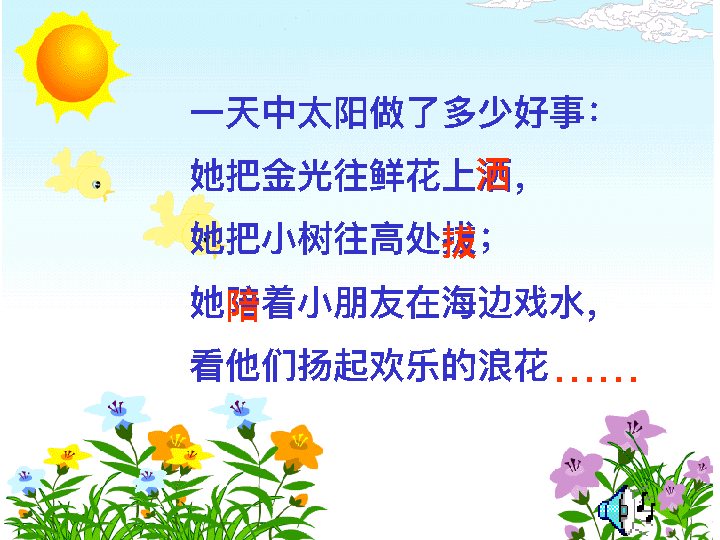 一天中太阳做了多少好事：
她把金光往鲜花上洒，
她把小树往高处拔；
她陪着小朋友在海边戏水，
看他们扬起欢乐的浪花……